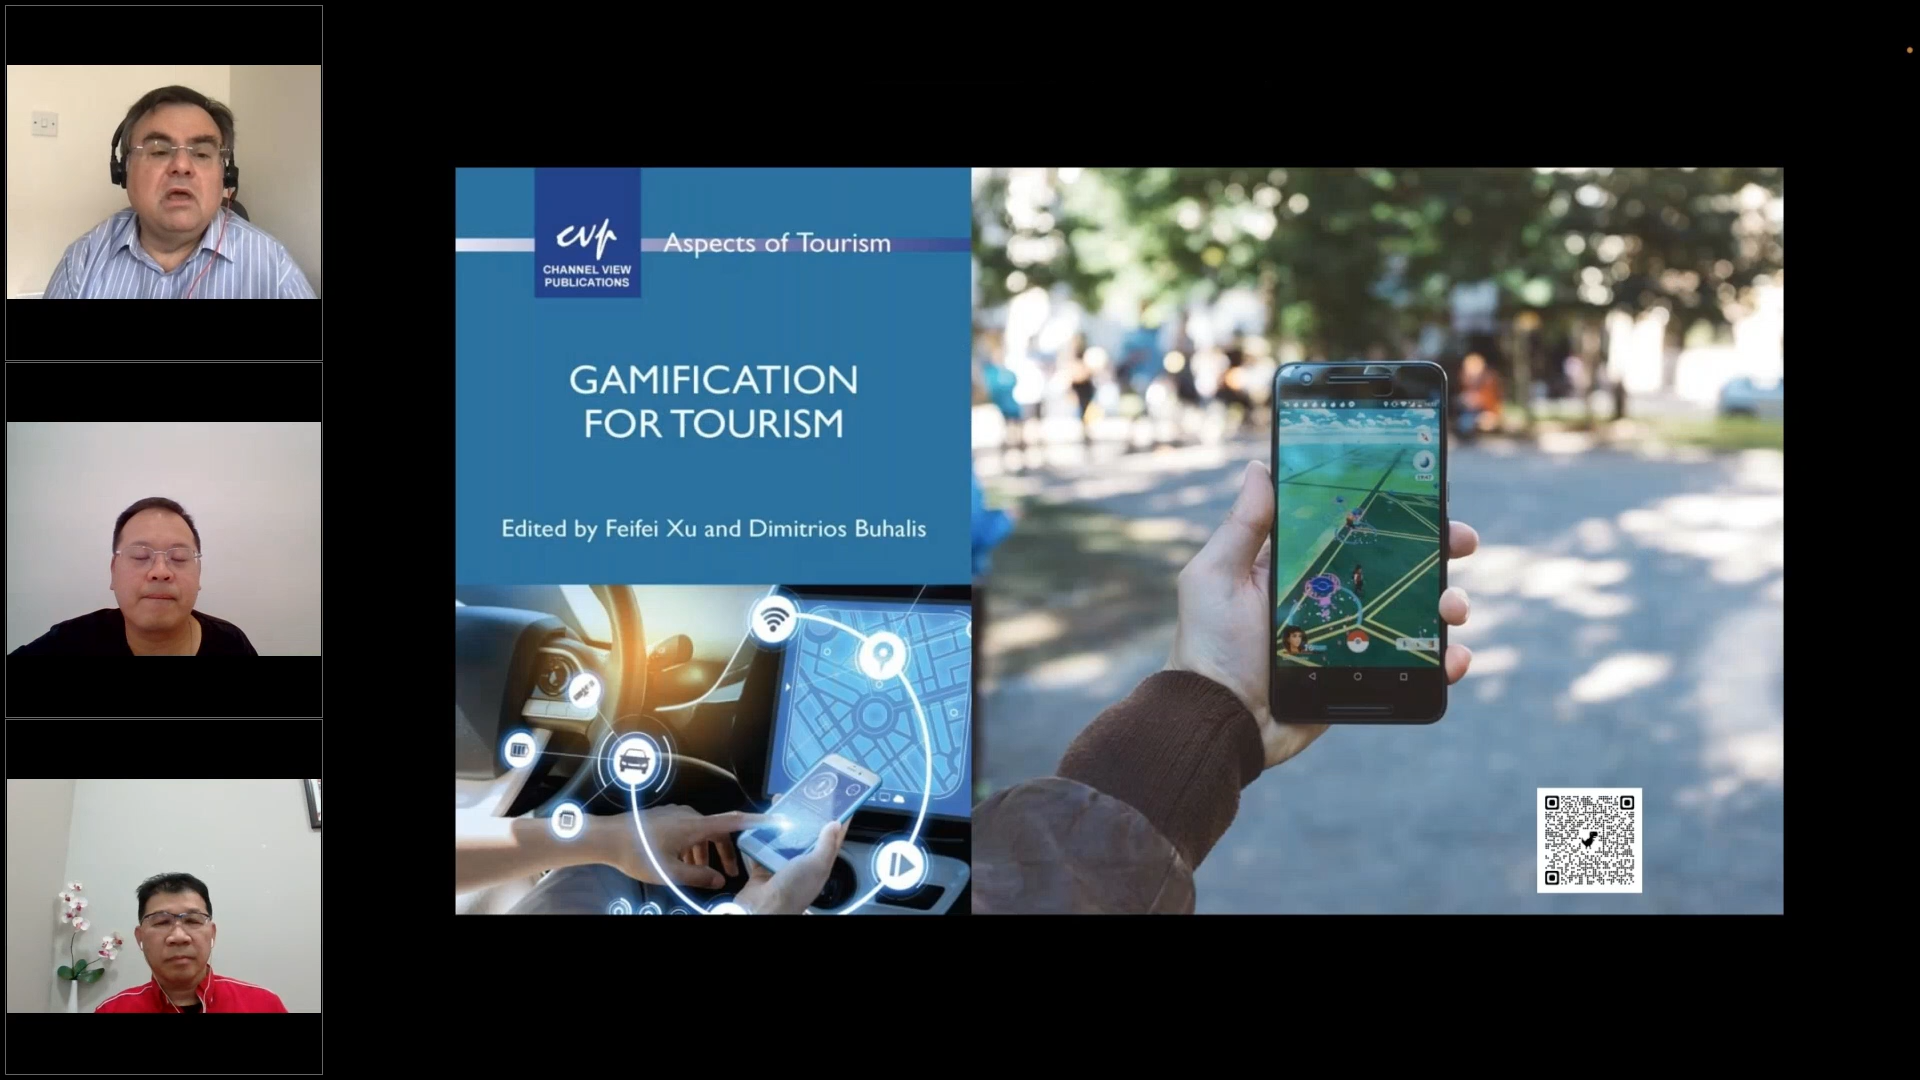 cvp
CHANNEL VIEW
PUBLICATIONS
Aspects of Tourism
GAMIFICATION
FOR TOURISM
Edited by Feifei Xu and Dimitrios Buhalis